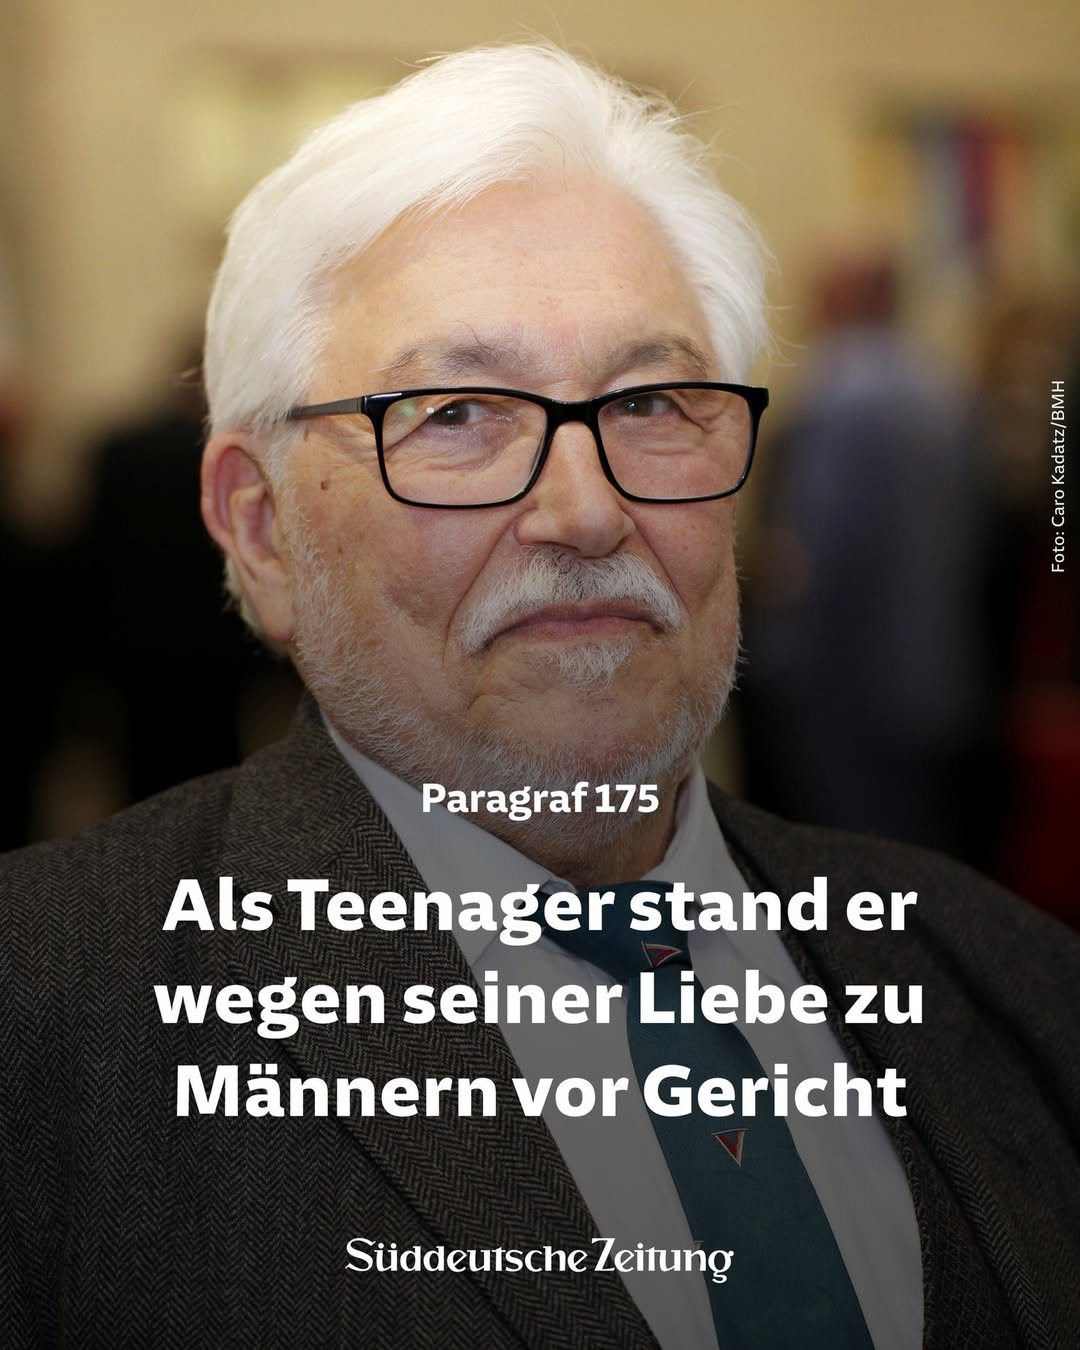 Foto: Caro Kadatz/BMH
Paragraf 175
Als Teenager stand er
wegen seiner Liebe zu
Männern vor Gericht
Süddeutsche Zeitung